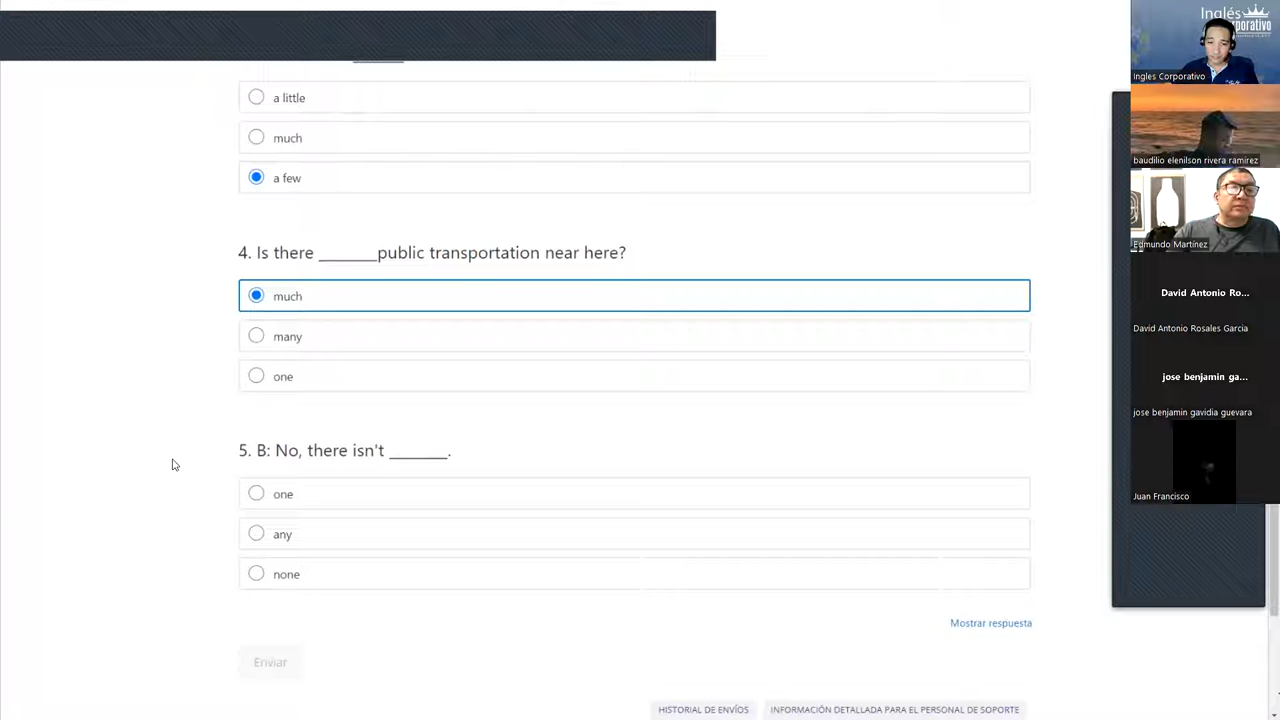 a little
much
a few
4. Is there _______public transportation near here?
much
many
one
5. B: No, there isn't _______.
one
any
none
Mostrar respuesta
Enviar
HISTORIAL DE ENVÍOS
INFORMACIÓN DETALLADA PARA EL PERSONAL DE SOPORTE
Inglés
Ingles Corporativo
baudilio elenilson rivera ramirez
Edmundo Martínez
David Antonio Ro...
David Antonio Rosales Garcia
jose benjamin ga...
jose benjamin gavidia guevara
Juan Francisco